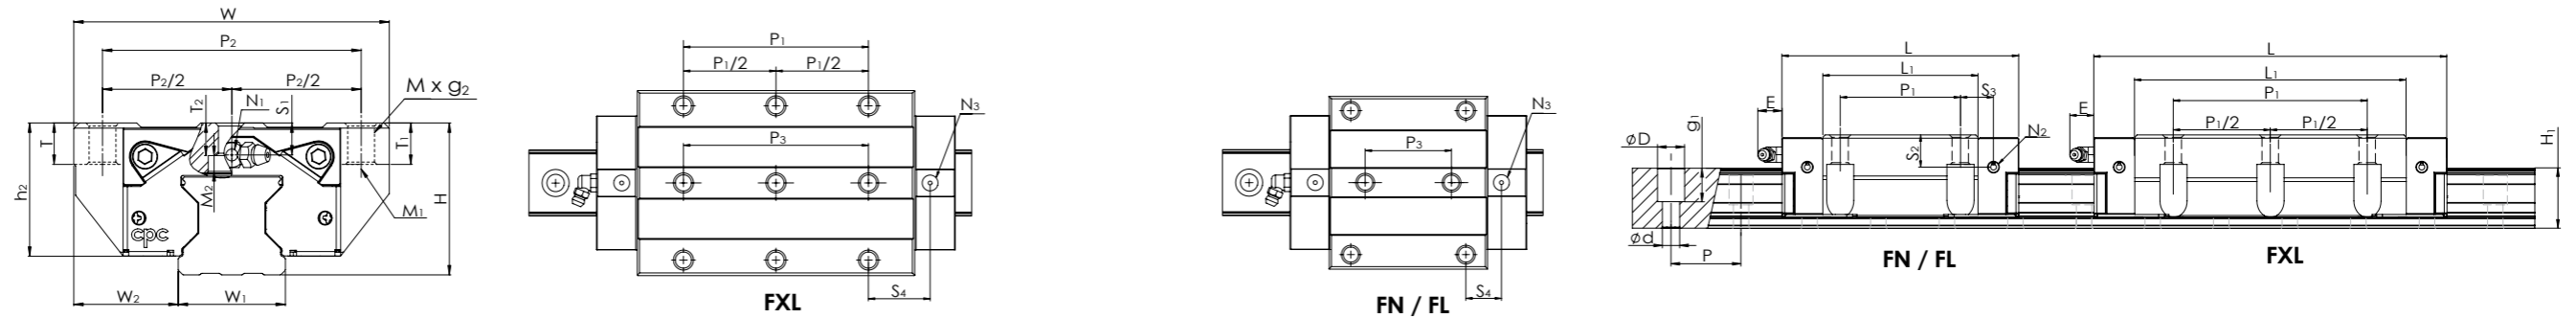 W
P₂
P₂/2 P₂/2
M x g₂
T₂
N₁
S₁
T
T₁
h₂
M₂
M₁
H
cpc
W₂ W₁
P₁
P₁/2 P₁/2
N₃
P₃
S₄
FXL
N₃
P₃
S₄
FN / FL
L
L₁
P₁
S₃
E
g₁
S₂
N₂
øD
ød
P
FN / FL
L
L₁
P₁
P₁/2 P₁/2
E
H₁
FXL